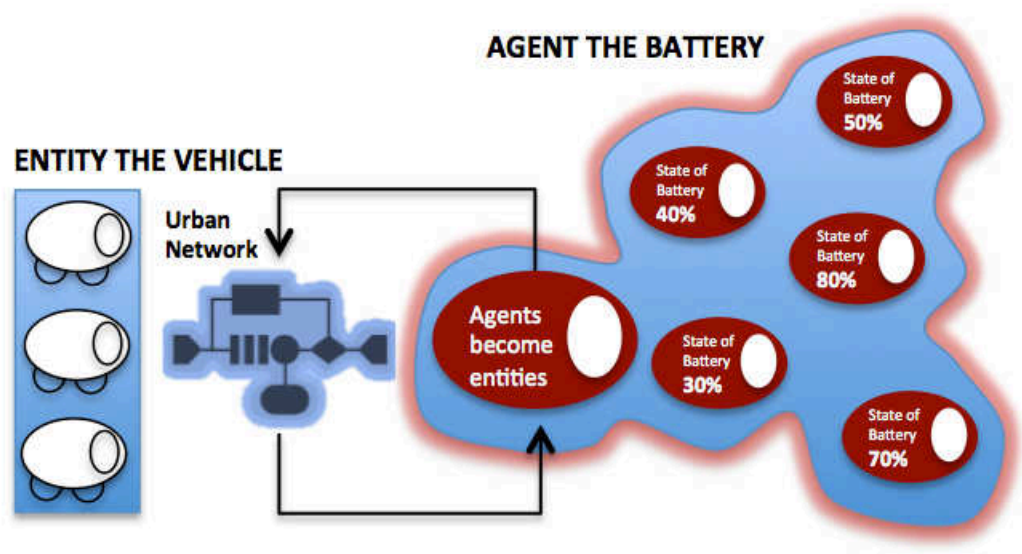 AGENT THE BATTERY
ENTITY THE VEHICLE
Urban
Network
Agents
become
entities
State of
Battery
50%
State of
Battery
40%
State of
Battery
80%
State of
Battery
30%
State of
Battery
70%